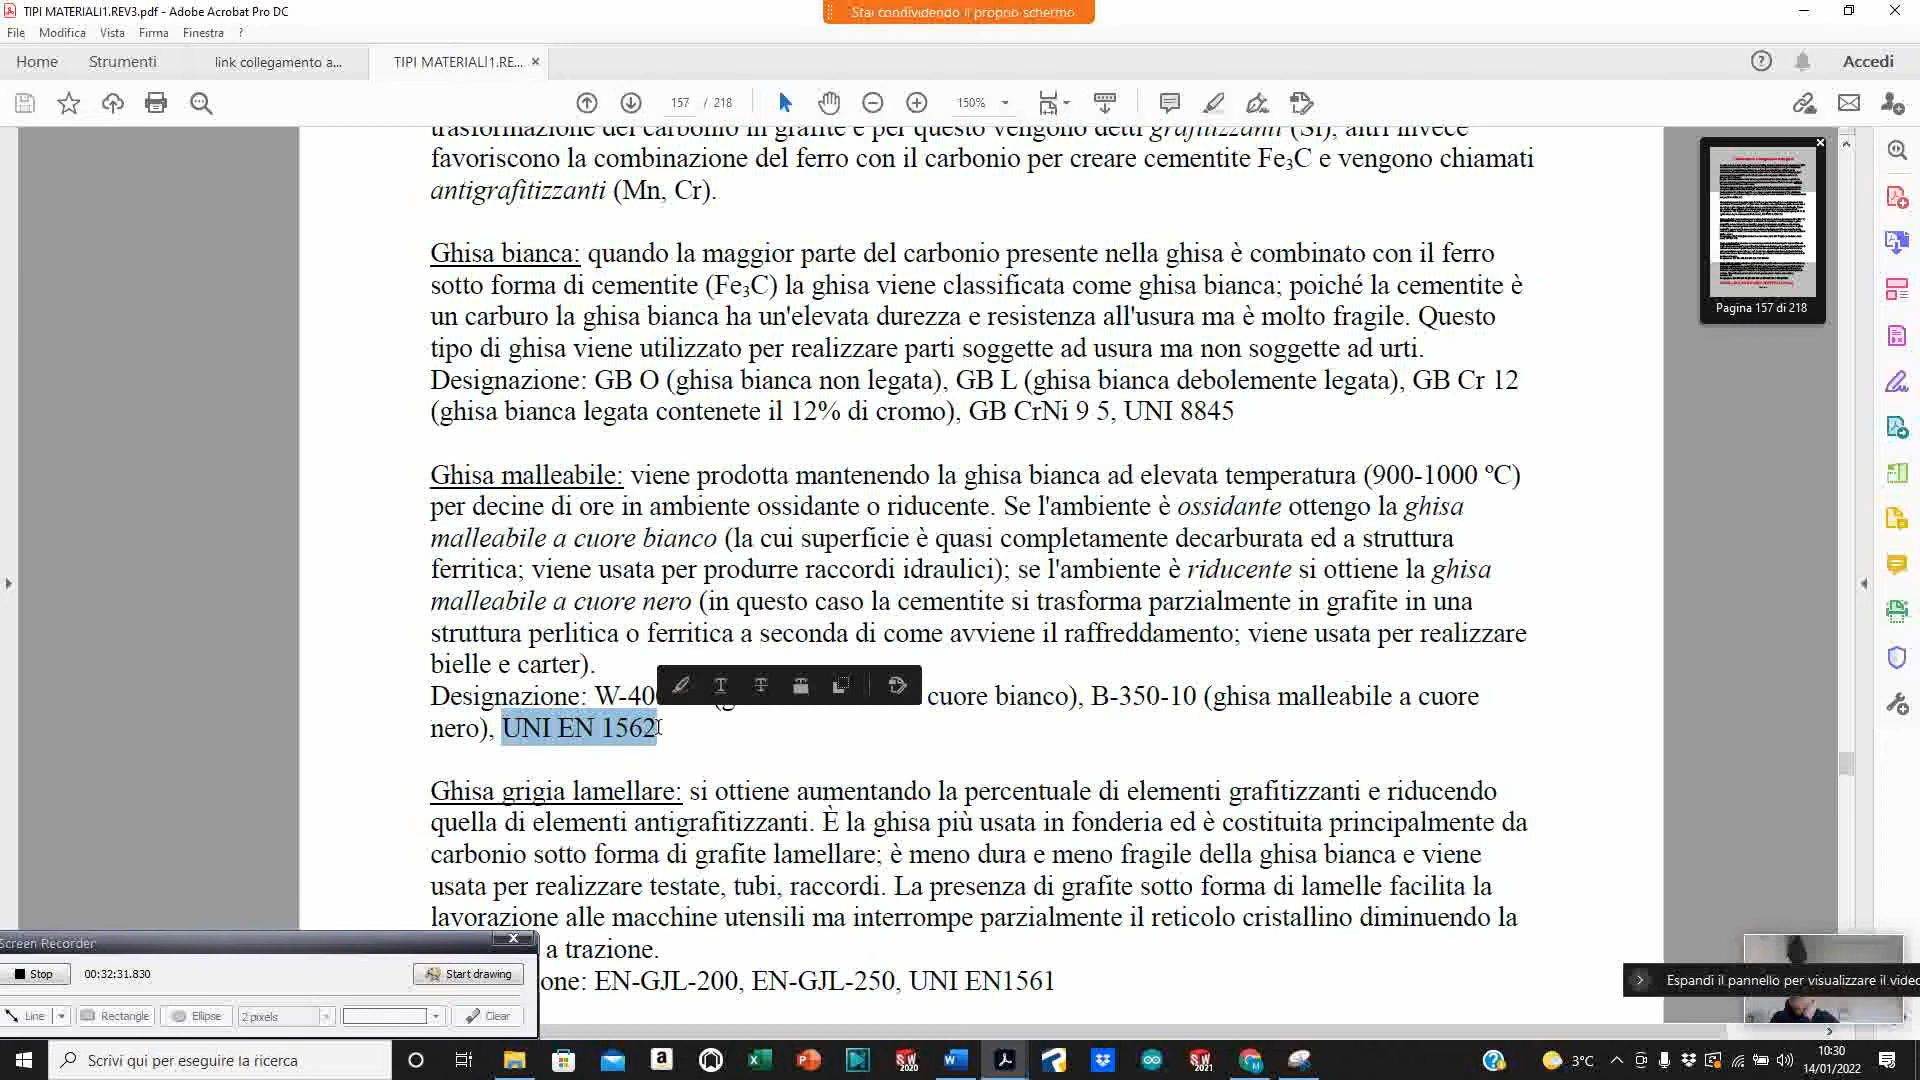 TIPI MATERIALI1.REV3.pdf - Adobe Acrobat Pro DC
Stai condividendo il proprio schermo
File Modifica Vista Firma Finestra ?
Home Strumenti link collegamento a... TIPI MATERIALI1.RE... ×
Accedi
157 / 218 150%
trasformazione del carbonio in grafite e per questo vengono detti grafitizzanti (Si), altri invece
favoriscono la combinazione del ferro con il carbonio per creare cementite Fe3C e vengono chiamati
antigrafitizzanti (Mn, Cr).
Ghisa bianca: quando la maggior parte del carbonio presente nella ghisa è combinato con il ferro
sotto forma di cementite (Fe3C) la ghisa viene classificata come ghisa bianca; poiché la cementite è
un carburo la ghisa bianca ha un'elevata durezza e resistenza all'usura ma è molto fragile. Questo
tipo di ghisa viene utilizzato per realizzare parti soggette ad usura ma non soggette ad urti.
Designazione: GB O (ghisa bianca non legata), GB L (ghisa bianca debolemente legata), GB Cr 12
(ghisa bianca legata contenete il 12% di cromo), GB CrNi 9 5, UNI 8845
Ghisa malleabile: viene prodotta mantenendo la ghisa bianca ad elevata temperatura (900-1000 ºC)
per decine di ore in ambiente ossidante o riducente. Se l'ambiente è ossidante ottengo la ghisa
malleabile a cuore bianco (la cui superficie è quasi completamente decarburata ed a struttura
ferritica; viene usata per produrre raccordi idraulici); se l'ambiente è riducente si ottiene la ghisa
malleabile a cuore nero (in questo caso la cementite si trasforma parzialmente in grafite in una
struttura perlitica o ferritica a seconda di come avviene il raffreddamento; viene usata per realizzare
bielle e carter).
Designazione: W-40 cuore bianco), B-350-10 (ghisa malleabile a cuore
nero), UNI EN 1562
Ghisa grigia lamellare: si ottiene aumentando la percentuale di elementi grafitizzanti e riducendo
quella di elementi antigrafitizzanti. È la ghisa più usata in fonderia ed è costituita principalmente da
carbonio sotto forma di grafite lamellare; è meno dura e meno fragile della ghisa bianca e viene
usata per realizzare testate, tubi, raccordi. La presenza di grafite sotto forma di lamelle facilita la
lavorazione alle macchine utensili ma interrompe parzialmente il reticolo cristallino diminuendo la
a trazione.
one: EN-GJL-200, EN-GJL-250, UNI EN1561
Pagina 157 di 218
Screen Recorder
Stop 00:32:31.830 Start drawing
Line Rectangle Ellipse 2 pixels Clear
Espandi il pannello per visualizzare il video
Scrivi qui per eseguire la ricerca
3°C
10:30
14/01/2022